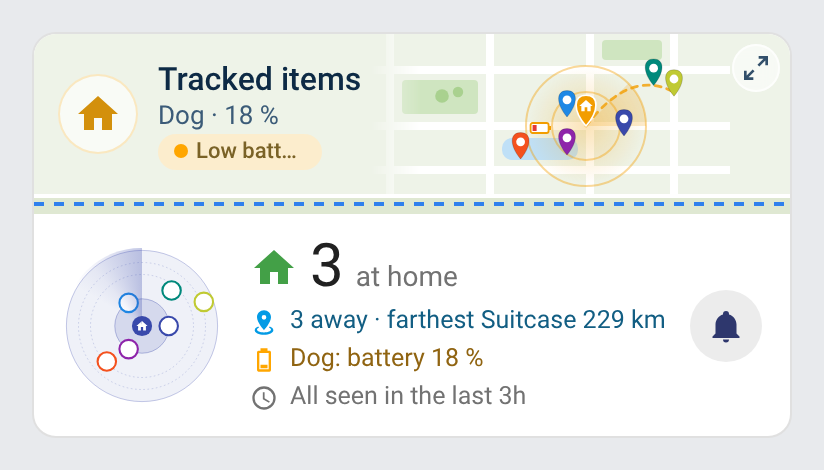 Tracked items
Dog · 18 %
Low batt…
3 at home
3 away · farthest Suitcase 229 km
Dog: battery 18 %
All seen in the last 3h